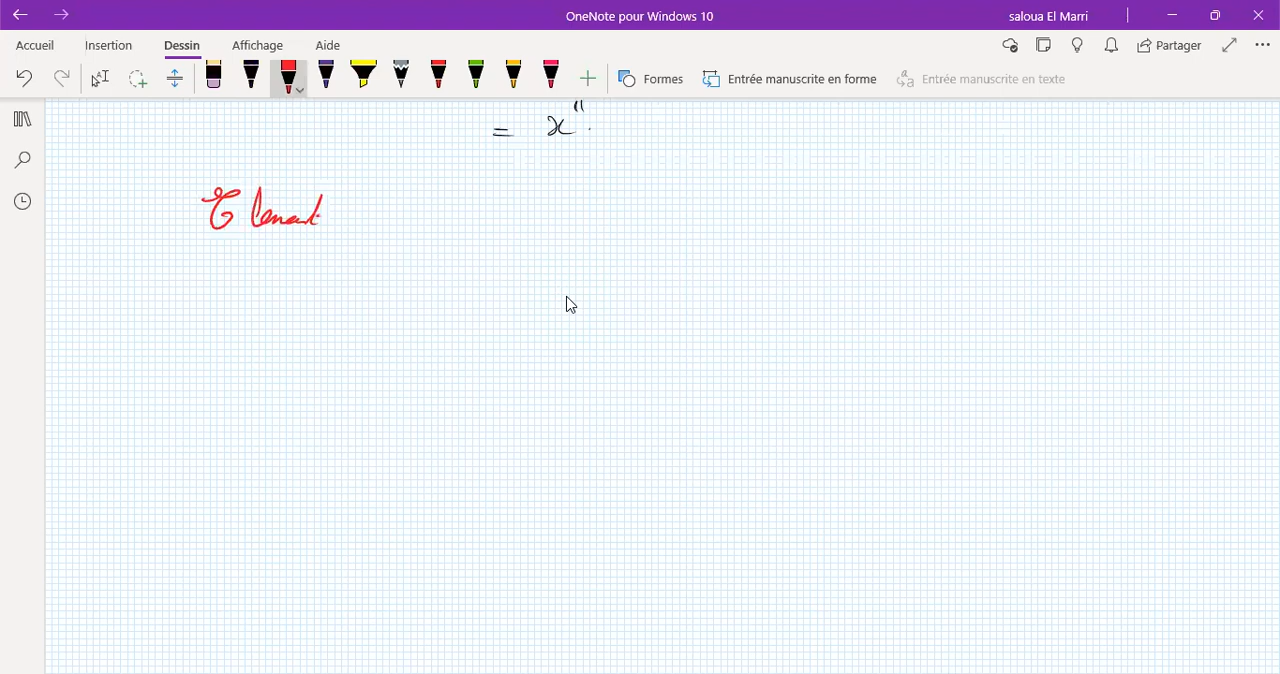 OneNote pour Windows 10
saloua El Marri
Accueil Insertion Dessin Affichage Aide
Partager
Formes Entrée manuscrite en forme Entrée manuscrite en texte
= x".